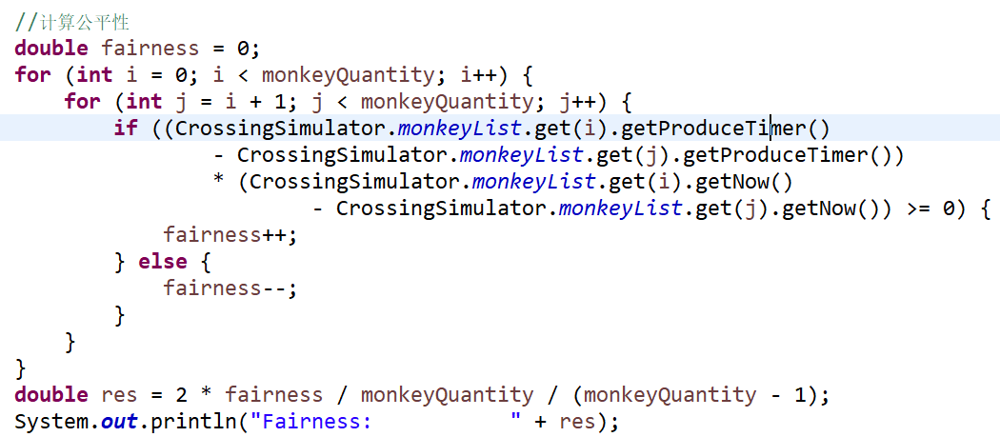 //计算公平性
double fairness = 0;
for (int i = 0; i < monkeyQuantity; i++) {
    for (int j = i + 1; j < monkeyQuantity; j++) {
        if ((CrossingSimulator.monkeyList.get(i).getProduceTimer()
                - CrossingSimulator.monkeyList.get(j).getProduceTimer())
                * (CrossingSimulator.monkeyList.get(i).getNow()
                        - CrossingSimulator.monkeyList.get(j).getNow()) >= 0) {
            fairness++;
        } else {
            fairness--;
        }
    }
}
double res = 2 * fairness / monkeyQuantity / (monkeyQuantity - 1);
System.out.println("Fairness:           " + res);